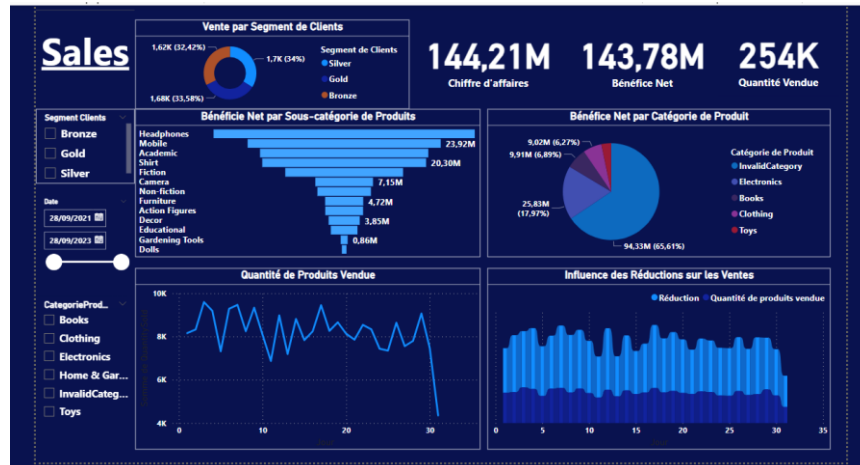 Vente par Segment de Clients
Sales
1,62K (32,42%)
1,7K (34%)
1,68K (33,58%)
Segment de Clients
Silver
Gold
Bronze
144,21M
Chiffre d'affaires
143,78M
Bénéfice Net
254K
Quantité Vendue
Segment Clients
Bronze
Gold
Silver
Date
28/09/2021
28/09/2023
CategorieProd...
Books
Clothing
Electronics
Home & Gar...
InvalidCateg...
Toys
Bénéficie Net par Sous-catégorie de Produits
Headphones
Mobile
23,92M
Academic
Shirt
20,30M
Fiction
Camera
7,15M
Non-fiction
Furniture
4,72M
Action Figures
Decor
3,85M
Educational
Gardening Tools
0,86M
Dolls
Bénéfice Net par Catégorie de Produit
9,02M (6,27%)
9,91M (6,89%)
25,83M
(17,97%)
94,33M (65,61%)
Catégorie de Produit
InvalidCategory
Electronics
Books
Clothing
Toys
Quantité de Produits Vendue
10K
8K
6K
4K
0
10
20
30
Influence des Réductions sur les Ventes
Réduction
Quantité de produits vendue
0
5
10
15
20
25
30
35